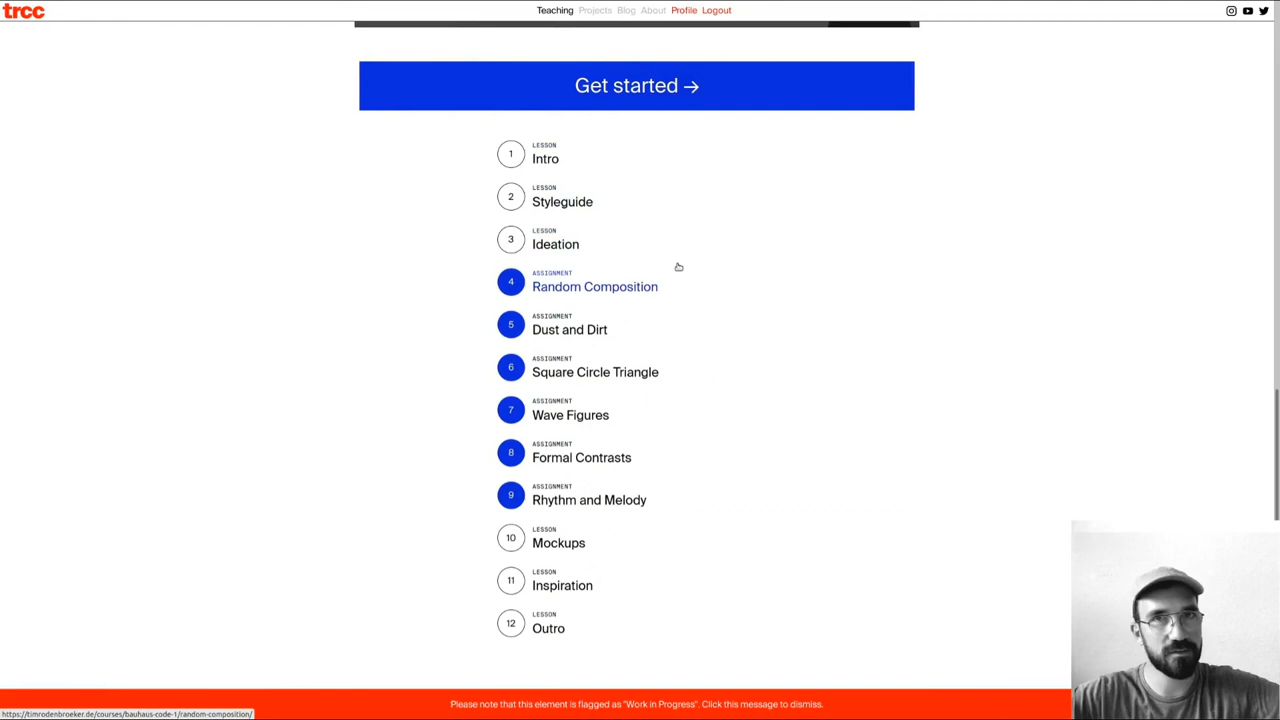 trcc
Teaching Projects Blog About Profile Logout
Get started →
1
LESSON
Intro
2
LESSON
Styleguide
3
LESSON
Ideation
4
ASSIGNMENT
Random Composition
5
ASSIGNMENT
Dust and Dirt
6
ASSIGNMENT
Square Circle Triangle
7
ASSIGNMENT
Wave Figures
8
ASSIGNMENT
Formal Contrasts
9
ASSIGNMENT
Rhythm and Melody
10
LESSON
Mockups
11
LESSON
Inspiration
12
LESSON
Outro
Please note that this element is flagged as "Work in Progress". Click this message to dismiss.
https://timrodenbroeker.de/courses/bauhaus-code-1/random-composition/